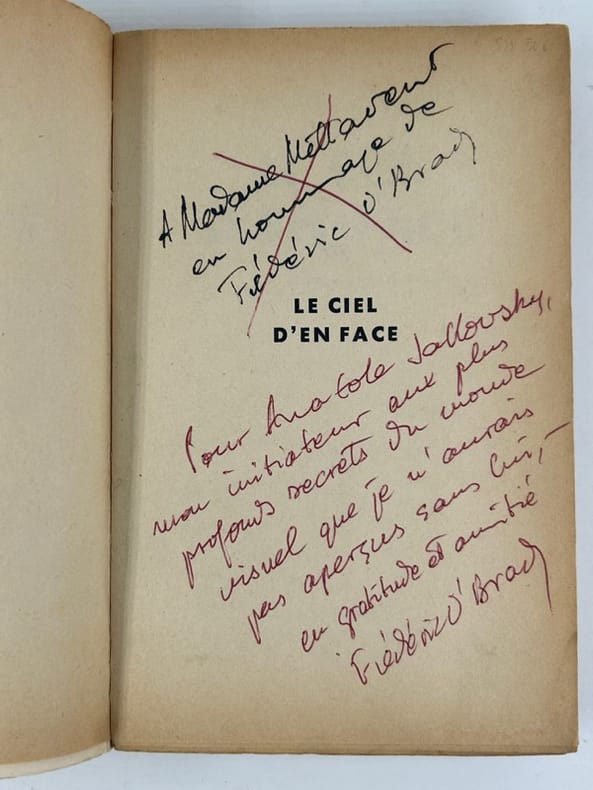 A Madame Mettavent
en hommage de
Frédéric O'Brady
LE CIEL
D'EN FACE
Pour Anatole Jakovsky,
mon initiateur aux plus
profonds secrets du monde
visuel que je n'aurais
pas aperçus sans lui, –
en gratitude et amitié
Frédéric O'Brady